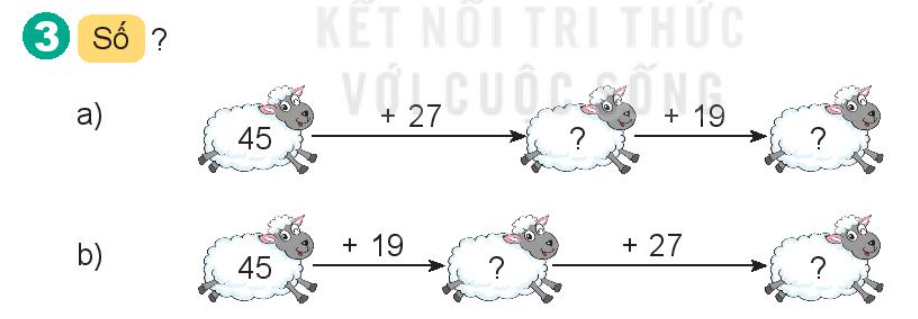 KẾT NỐI TRI THỨC
VỚI CUỘC SỐNG
3 Số ?
a) 45 + 27 ? + 19 ?
b) 45 + 19 ? + 27 ?